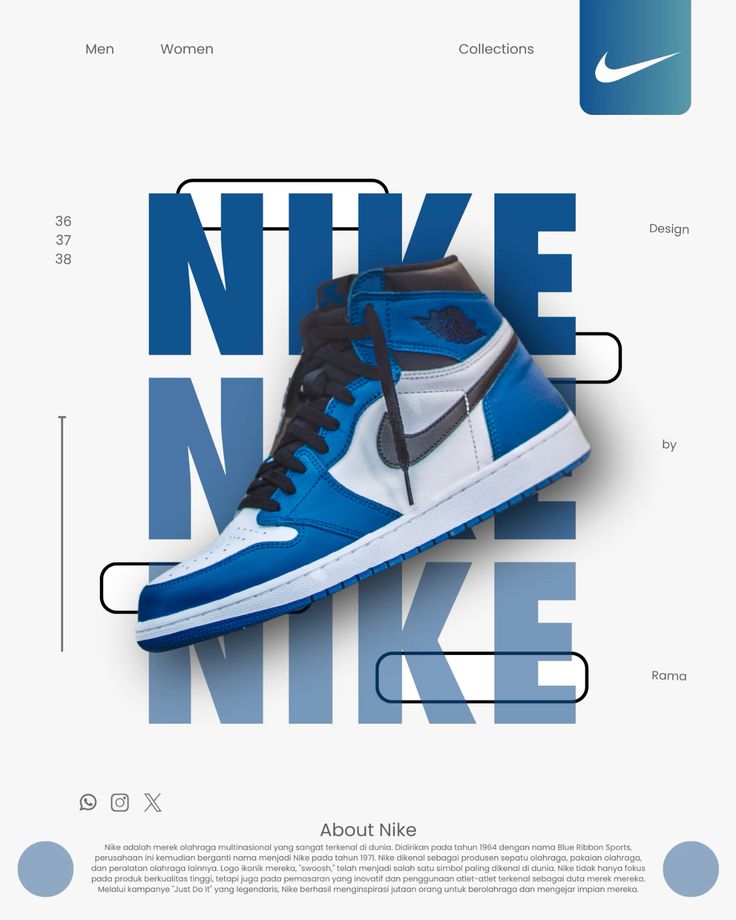 Men Women Collections
NIKE
36
37
38
Design
NIKE
by
NIKE
Rama
About Nike
Nike adalah merek olahraga multinasional yang sangat terkenal di dunia. Didirikan pada tahun 1964 dengan nama Blue Ribbon Sports,
perusahaan ini kemudian berganti nama menjadi Nike pada tahun 1971. Nike dikenal sebagai produsen sepatu olahraga, pakaian olahraga,
dan peralatan olahraga lainnya. Logo ikonik mereka, "swoosh," telah menjadi salah satu simbol paling dikenal di dunia. Nike tidak hanya fokus
pada produk berkualitas tinggi, tetapi juga pada pemasaran yang inovatif dan penggunaan atlet-atlet terkenal sebagai duta merek mereka.
Melalui kampanye "Just Do It" yang legendaris, Nike berhasil menginspirasi jutaan orang untuk berolahraga dan mengejar impian mereka.